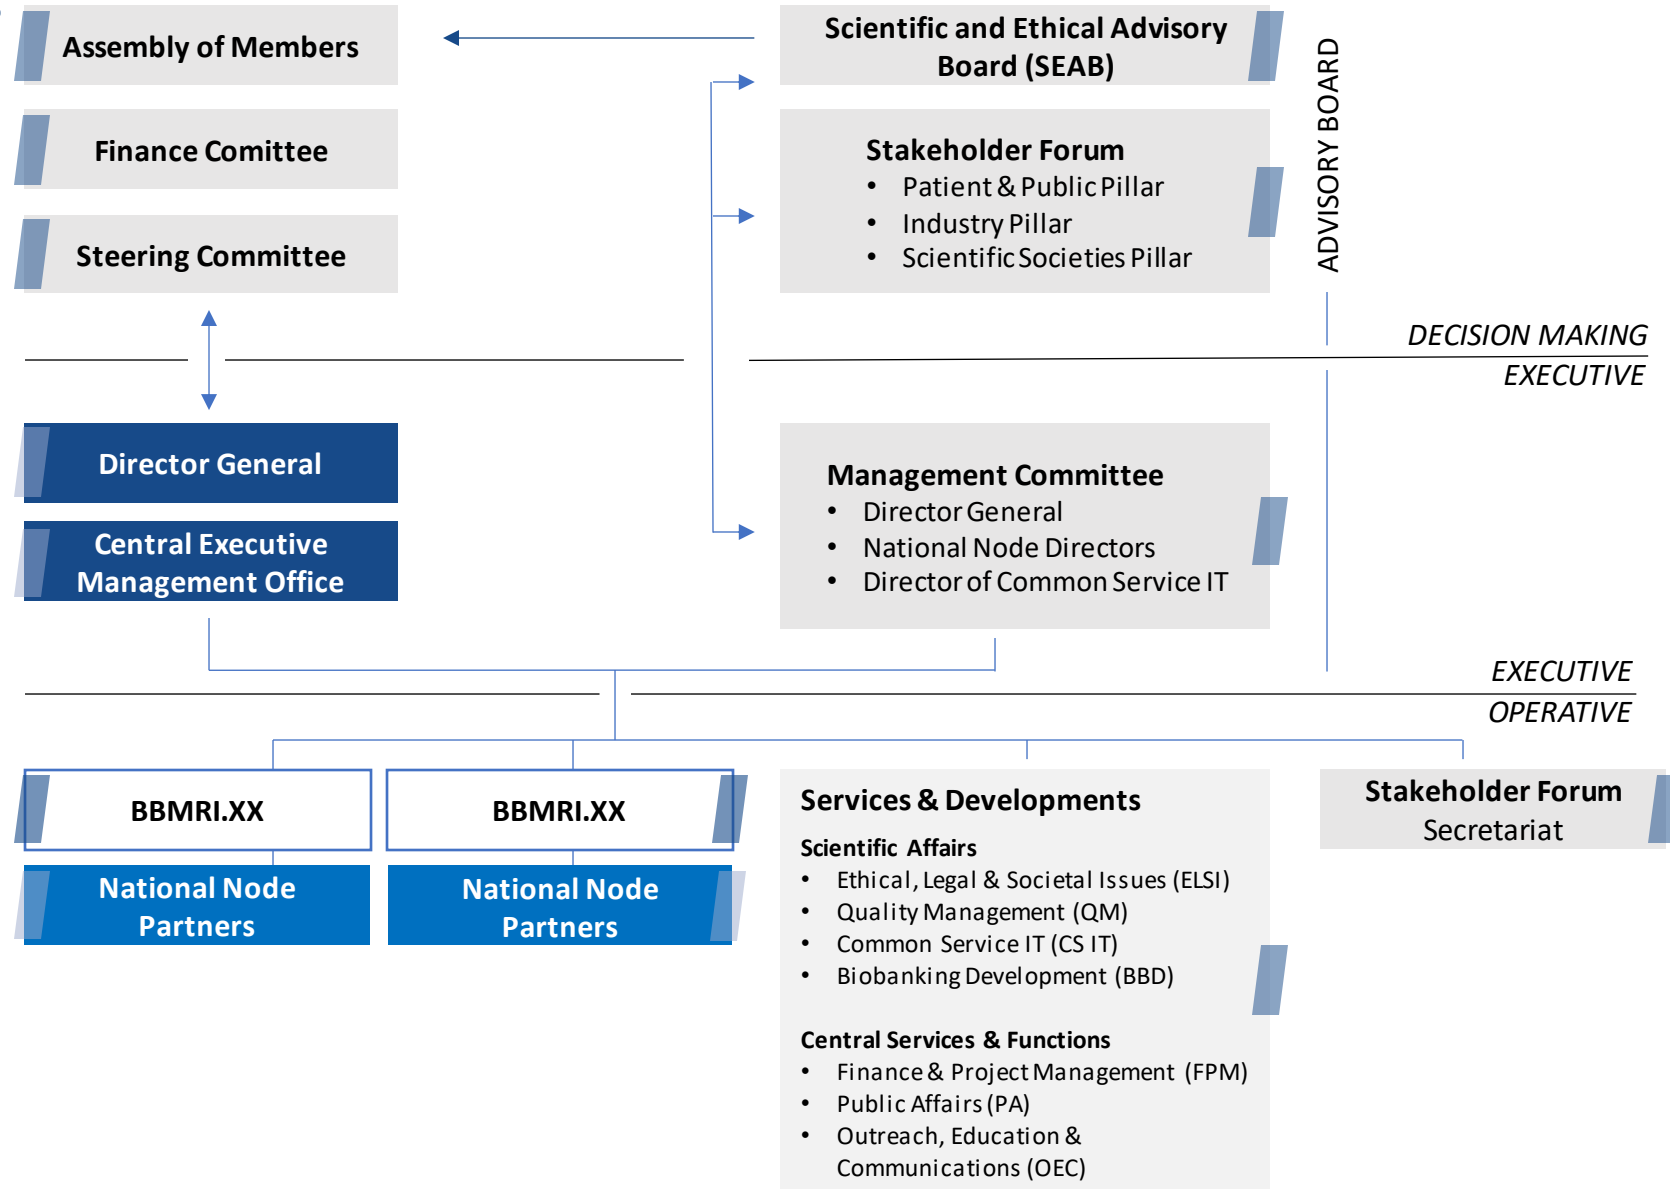 Assembly of Members
Finance Comittee
Steering Committee
Scientific and Ethical Advisory
Board (SEAB)
Stakeholder Forum
• Patient & Public Pillar
• Industry Pillar
• Scientific Societies Pillar
ADVISORY BOARD
DECISION MAKING
EXECUTIVE
Director General
Central Executive
Management Office
Management Committee
• Director General
• National Node Directors
• Director of Common Service IT
EXECUTIVE
OPERATIVE
BBMRI.XX
National Node
Partners
BBMRI.XX
National Node
Partners
Services & Developments
Scientific Affairs
• Ethical, Legal & Societal Issues (ELSI)
• Quality Management (QM)
• Common Service IT (CS IT)
• Biobanking Development (BBD)
Central Services & Functions
• Finance & Project Management (FPM)
• Public Affairs (PA)
• Outreach, Education &
Communications (OEC)
Stakeholder Forum
Secretariat